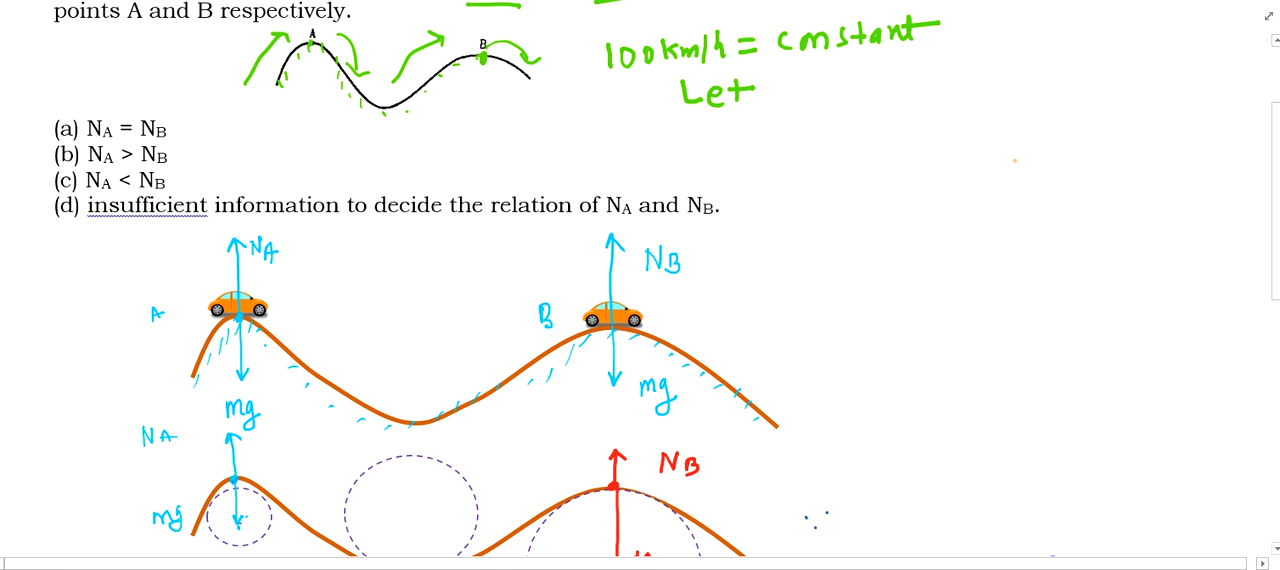 points A and B respectively.
A
B
100km/h = constant
Let
(a) NA = NB
(b) NA > NB
(c) NA < NB
(d) insufficient information to decide the relation of NA and NB.
NA
NB
A
B
mg
mg
NA
NB
mg